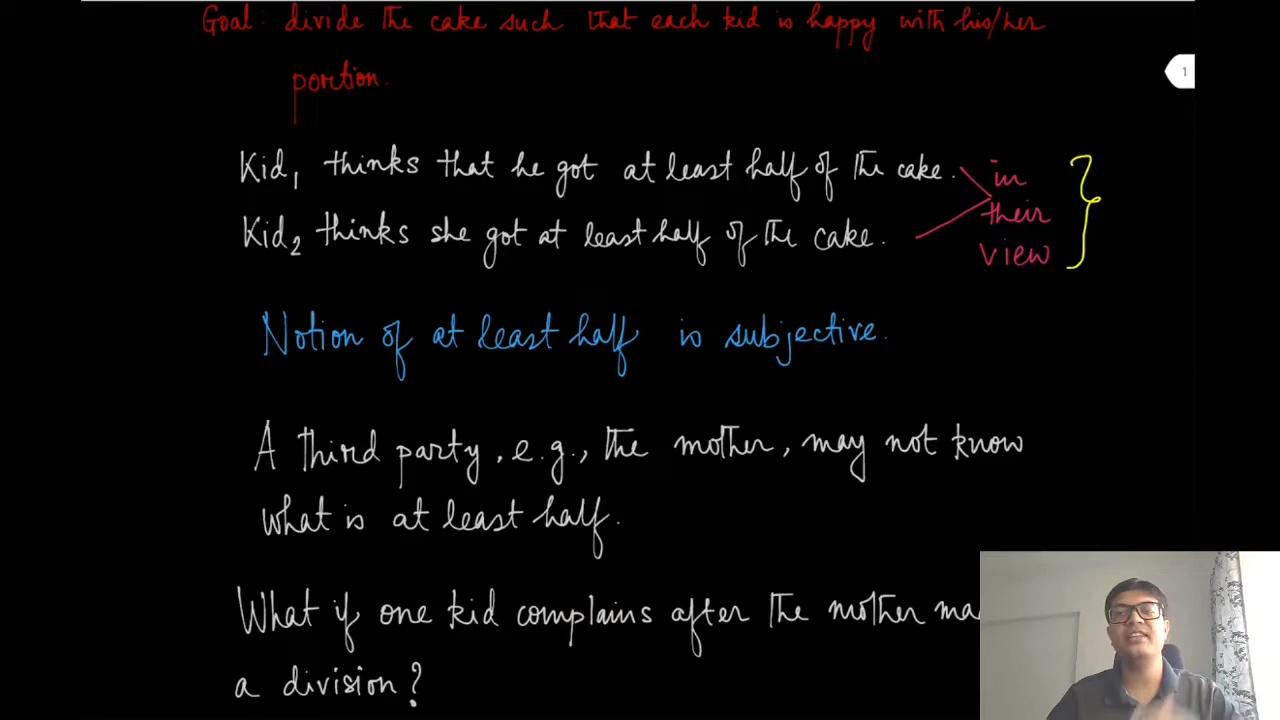 Goal: divide the cake such that each kid is happy with his/her
portion.
1
Kid₁ thinks that he got at least half of the cake.
Kid₂ thinks she got at least half of the cake.
in
their
view
Notion of at least half is subjective.
A third party, e.g., the mother, may not know
what is at least half.
What if one kid complains after the mother ma
a division?